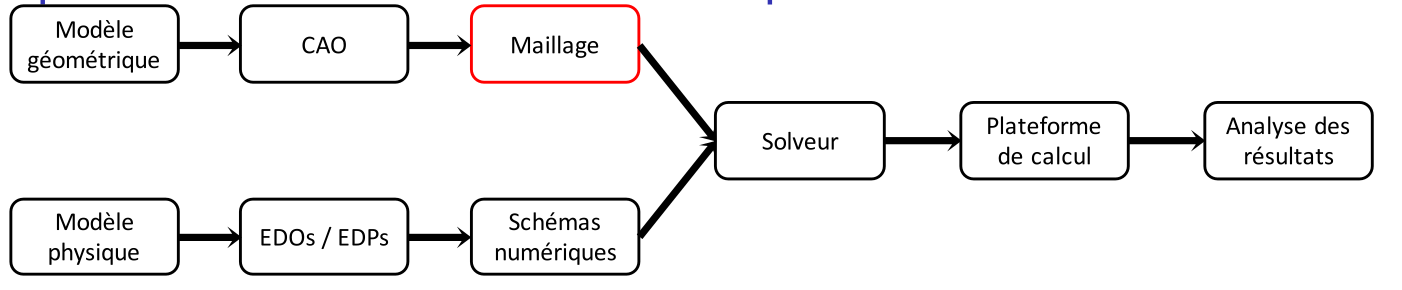 Modèle
géométrique
CAO
Maillage
Solveur
Plateforme
de calcul
Analyse des
résultats
Modèle
physique
EDOs / EDPs
Schémas
numériques